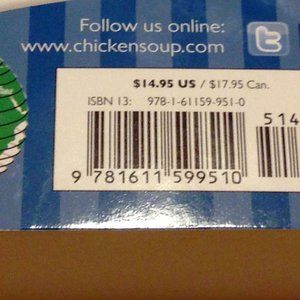 Follow us online:
www.chickensoup.com
$14.95 US / $17.95 Can.
ISBN 13: 978-1-61159-951-0
514
9 781611 599510